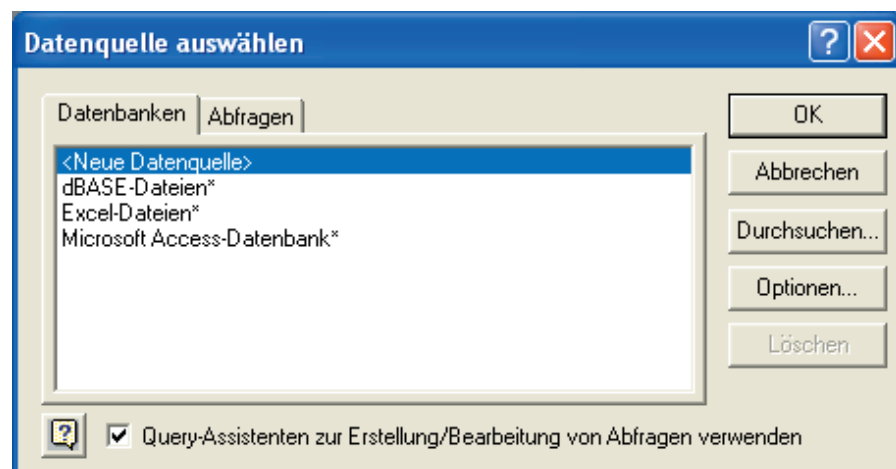 Datenquelle auswählen
Datenbanken
Abfragen
<Neue Datenquelle>
dBASE-Dateien*
Excel-Dateien*
Microsoft Access-Datenbank*
OK
Abbrechen
Durchsuchen...
Optionen...
Löschen
Query-Assistenten zur Erstellung/Bearbeitung von Abfragen verwenden